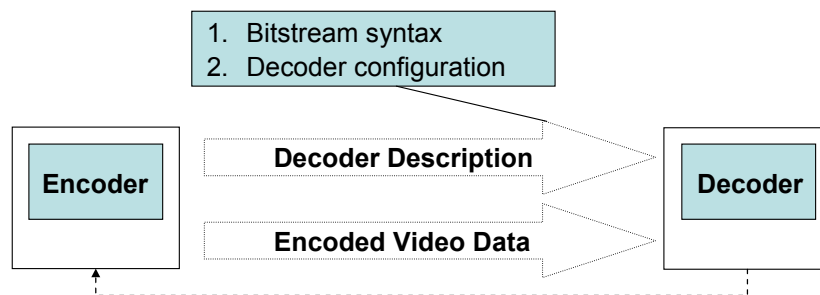 1. Bitstream syntax
2. Decoder configuration
Encoder
Decoder Description
Decoder
Encoded Video Data